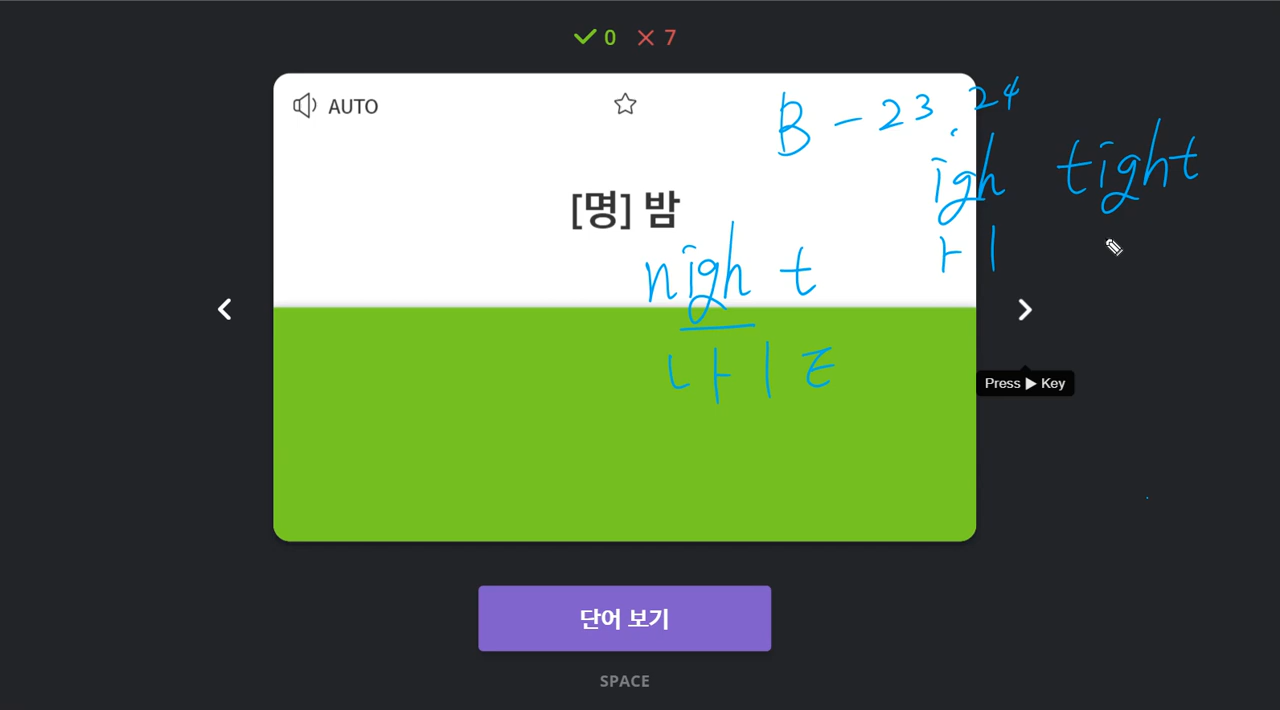 0 7
AUTO
B - 23. 24
igh tight
[명] 밤
ㅏㅣ
nigh t
ㄴㅏㅣㅌ
Press ▶ Key
단어 보기
SPACE